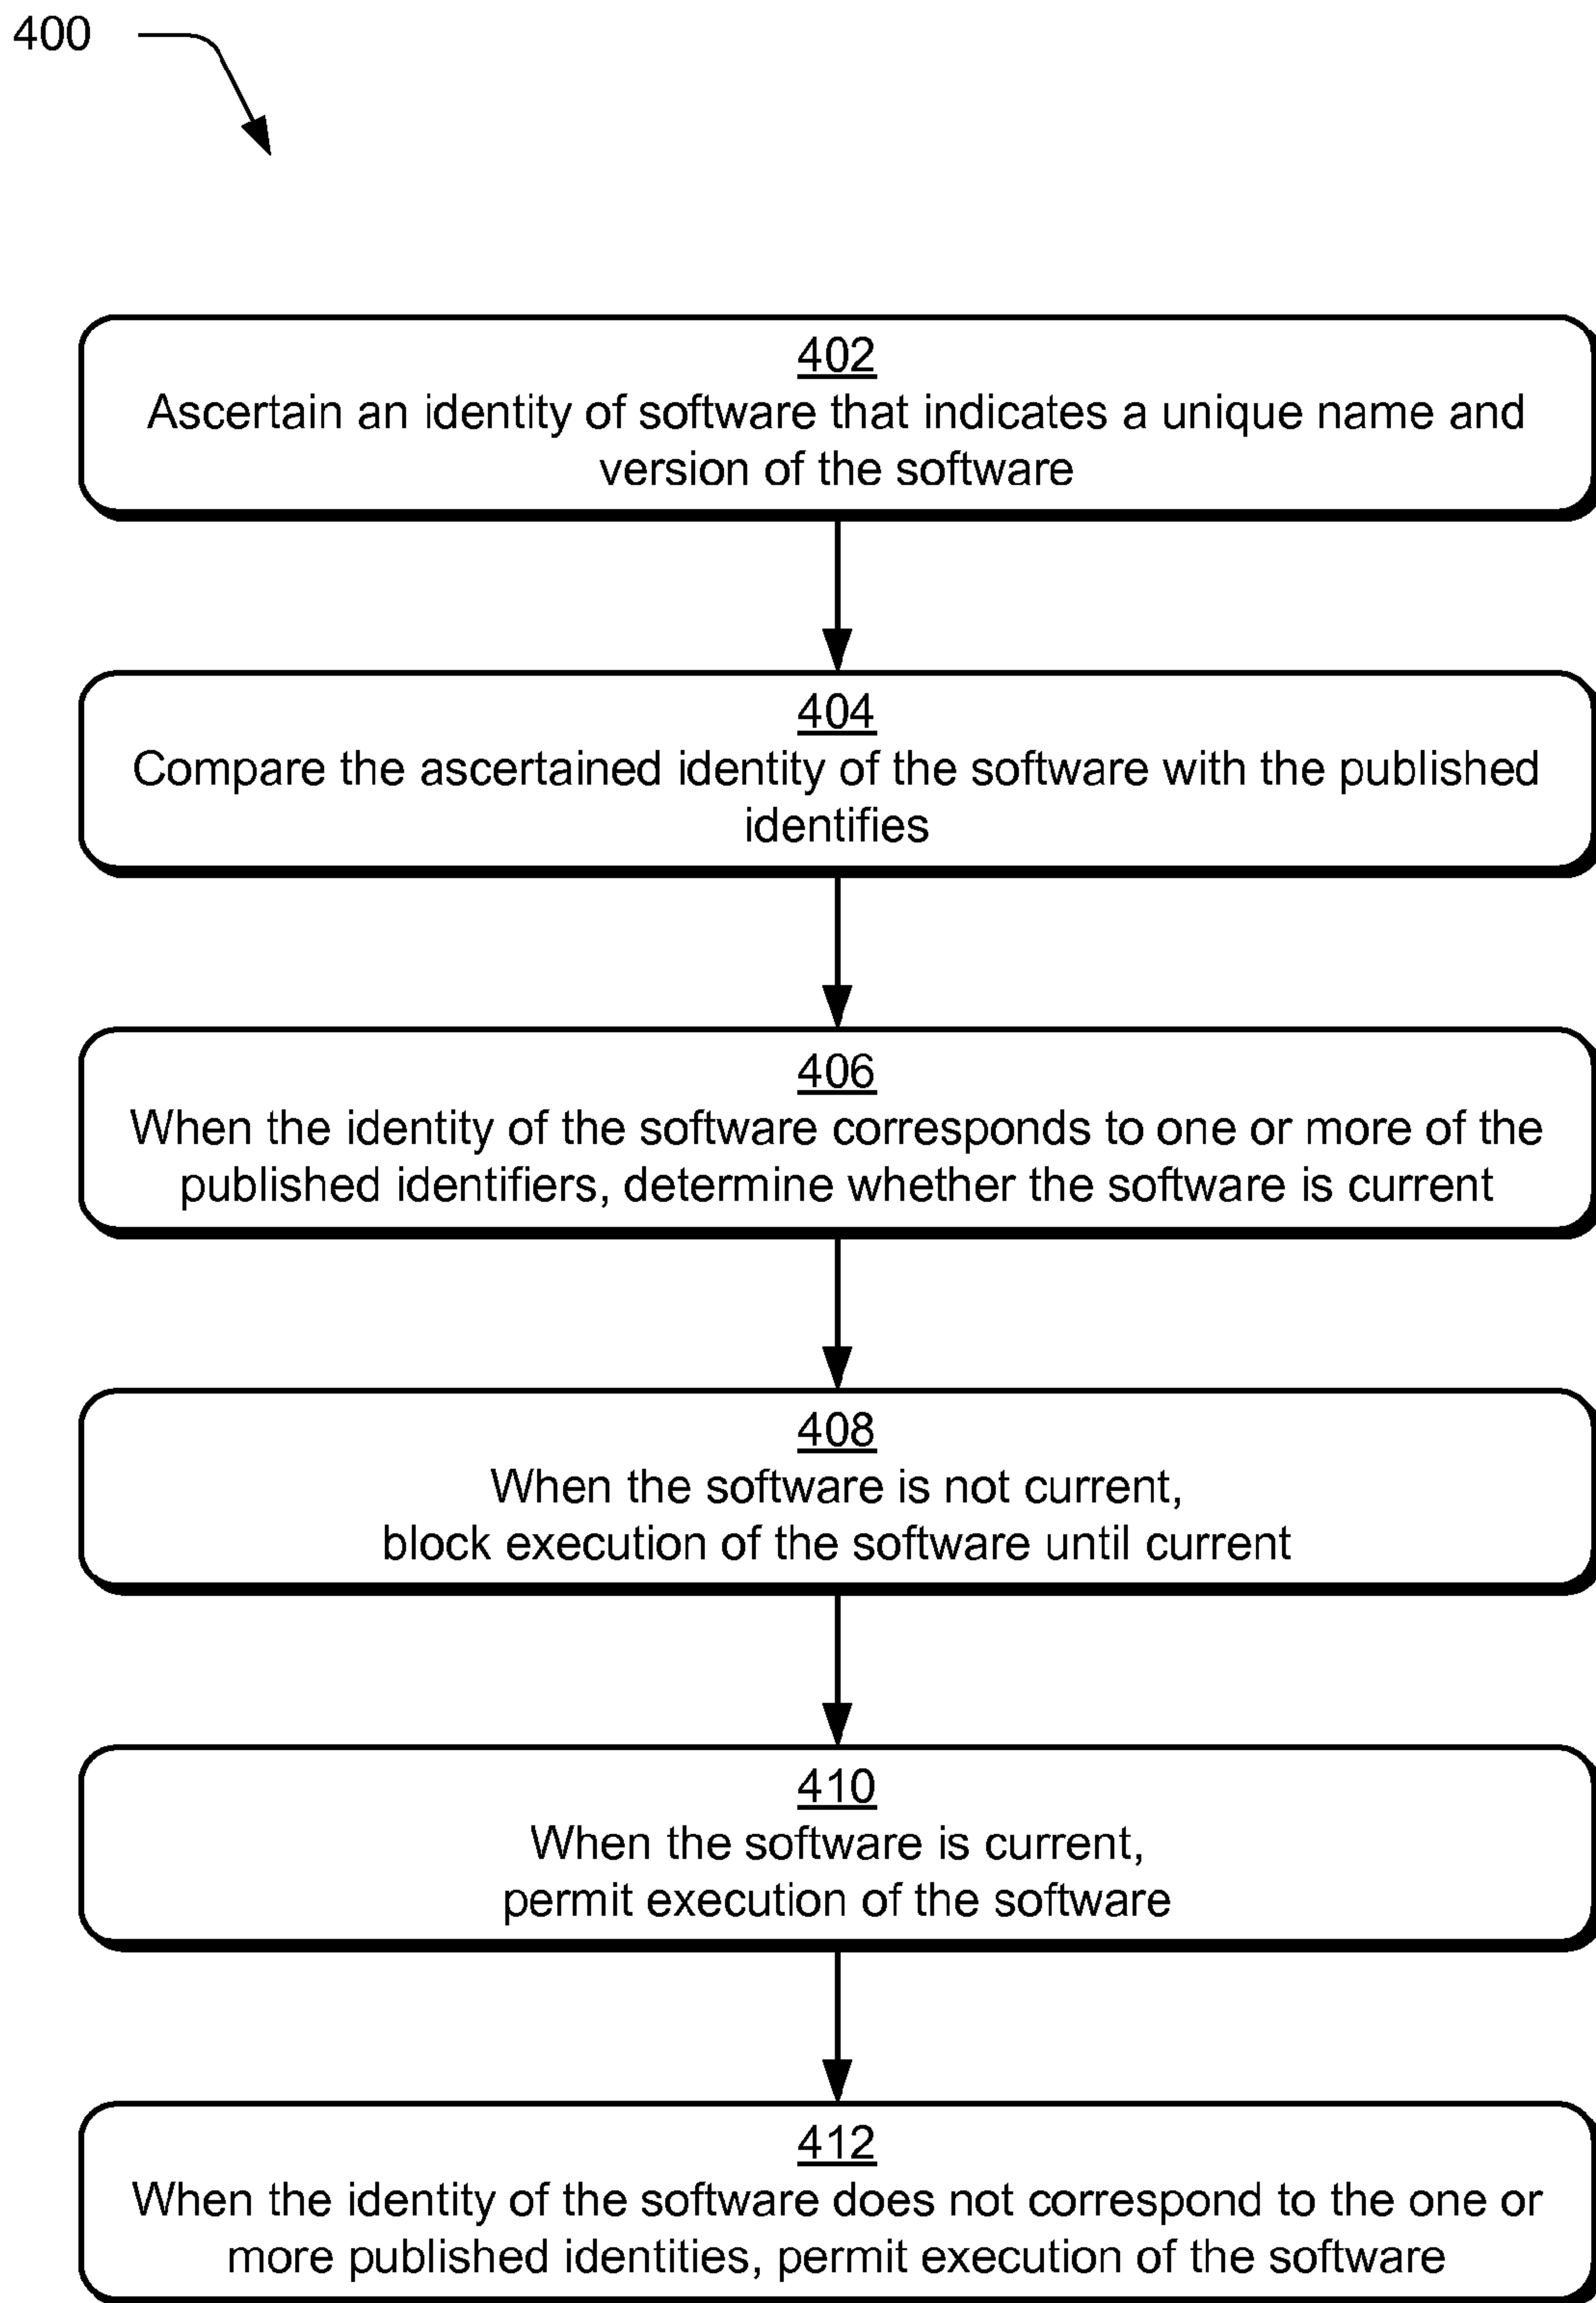 400
402
Ascertain an identity of software that indicates a unique name and
version of the software
404
Compare the ascertained identity of the software with the published
identifies
406
When the identity of the software corresponds to one or more of the
published identifiers, determine whether the software is current
408
When the software is not current,
block execution of the software until current
410
When the software is current,
permit execution of the software
412
When the identity of the software does not correspond to the one or
more published identities, permit execution of the software